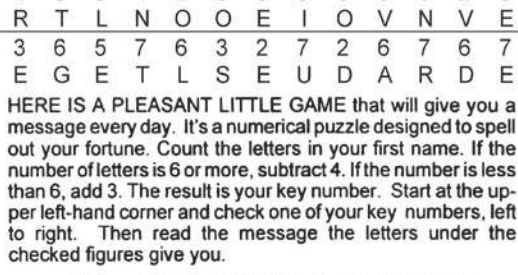 R T L N O O E I O V N V E
3 6 5 7 6 3 2 7 2 6 7 6 7
E G E T L S E U D A R D E
HERE IS A PLEASANT LITTLE GAME that will give you a
message every day. It's a numerical puzzle designed to spell
out your fortune. Count the letters in your first name. If the
number of letters is 6 or more, subtract 4. If the number is less
than 6, add 3. The result is your key number. Start at the up-
per left-hand corner and check one of your key numbers, left
to right. Then read the message the letters under the
checked figures give you.